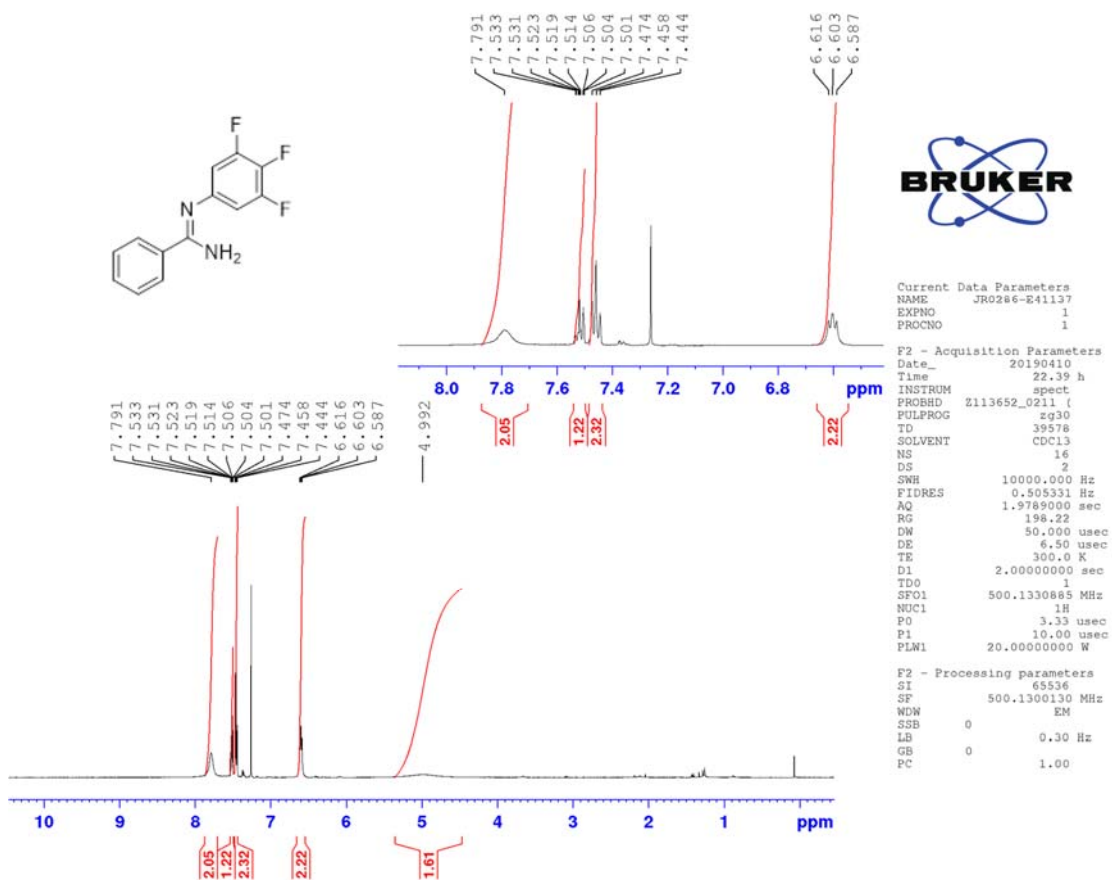 7.791
7.533
7.531
7.523
7.519
7.514
7.506
7.504
7.501
7.474
7.458
7.444
6.616
6.603
6.587
F
F
F
N
NH2
BRUKER
8.0 7.8 7.6 7.4 7.2 7.0 6.8 ppm
2.05 1.22 2.32 2.22
7.791
7.533
7.531
7.523
7.519
7.514
7.506
7.504
7.501
7.474
7.458
7.444
6.616
6.603
6.587
4.992
10 9 8 7 6 5 4 3 2 1 ppm
2.05 1.22 2.32 2.22 1.61
Current Data Parameters
NAME JR0286-E41137
EXPNO 1
PROCNO 1
F2 - Acquisition Parameters
Date_ 20190410
Time 22.39 h
INSTRUM spect
PROBHD Z113652_0211 (
PULPROG zg30
TD 39578
SOLVENT CDCl3
NS 16
DS 2
SWH 10000.000 Hz
FIDRES 0.505331 Hz
AQ 1.9789000 sec
RG 198.22
DW 50.000 usec
DE 6.50 usec
TE 300.0 K
D1 2.00000000 sec
TD0 1
SFO1 500.1330885 MHz
NUC1 1H
P0 3.33 usec
P1 10.00 usec
PLW1 20.00000000 W
F2 - Processing parameters
SI 65536
SF 500.1300130 MHz
WDW EM
SSB 0
LB 0.30 Hz
GB 0
PC 1.00